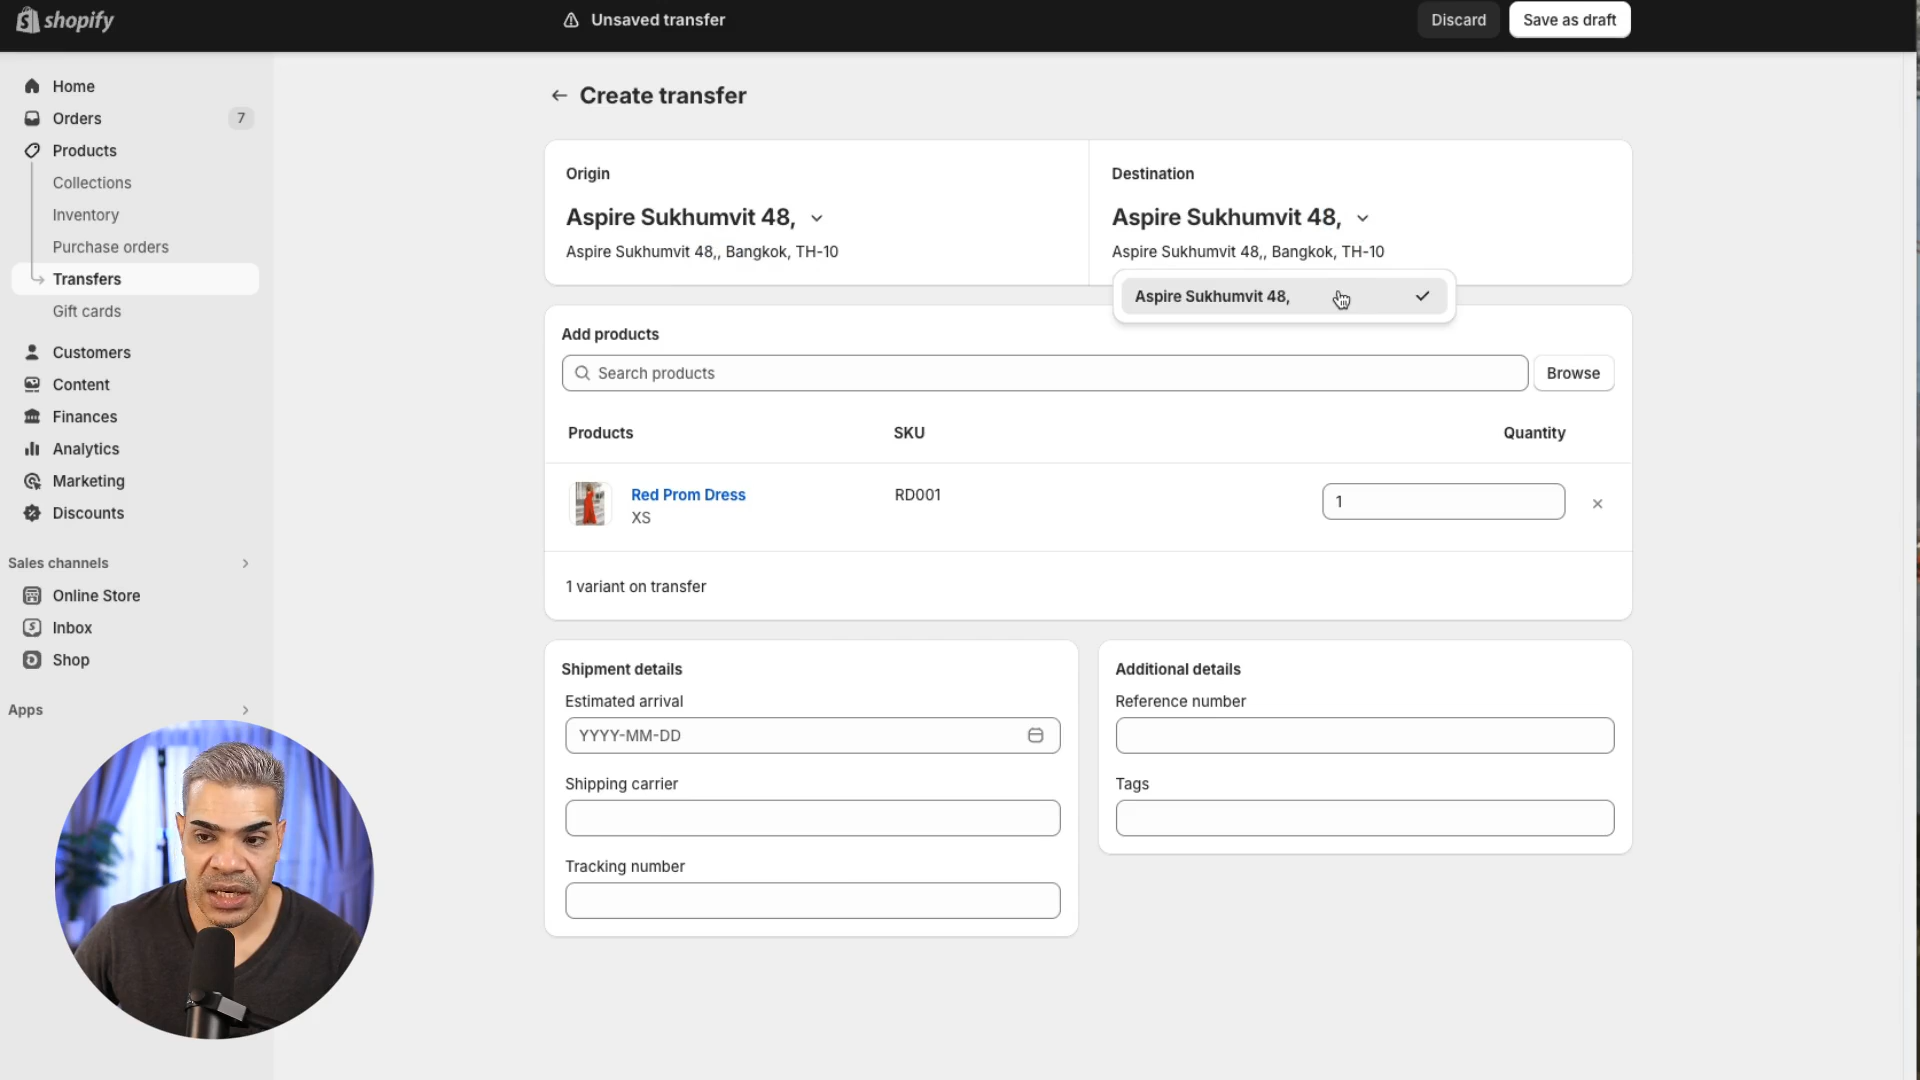 shopify
Unsaved transfer
Discard
Save as draft
Home
Orders
7
Products
Collections
Inventory
Purchase orders
Transfers
Gift cards
Customers
Content
Finances
Analytics
Marketing
Discounts
Sales channels
Online Store
Inbox
Shop
Apps
Create transfer
Origin
Aspire Sukhumvit 48,
Aspire Sukhumvit 48,, Bangkok, TH-10
Destination
Aspire Sukhumvit 48,
Aspire Sukhumvit 48,, Bangkok, TH-10
Aspire Sukhumvit 48,
Add products
Search products
Browse
Products
SKU
Quantity
Red Prom Dress
XS
RD001
1
1 variant on transfer
Shipment details
Estimated arrival
YYYY-MM-DD
Shipping carrier
Tracking number
Additional details
Reference number
Tags